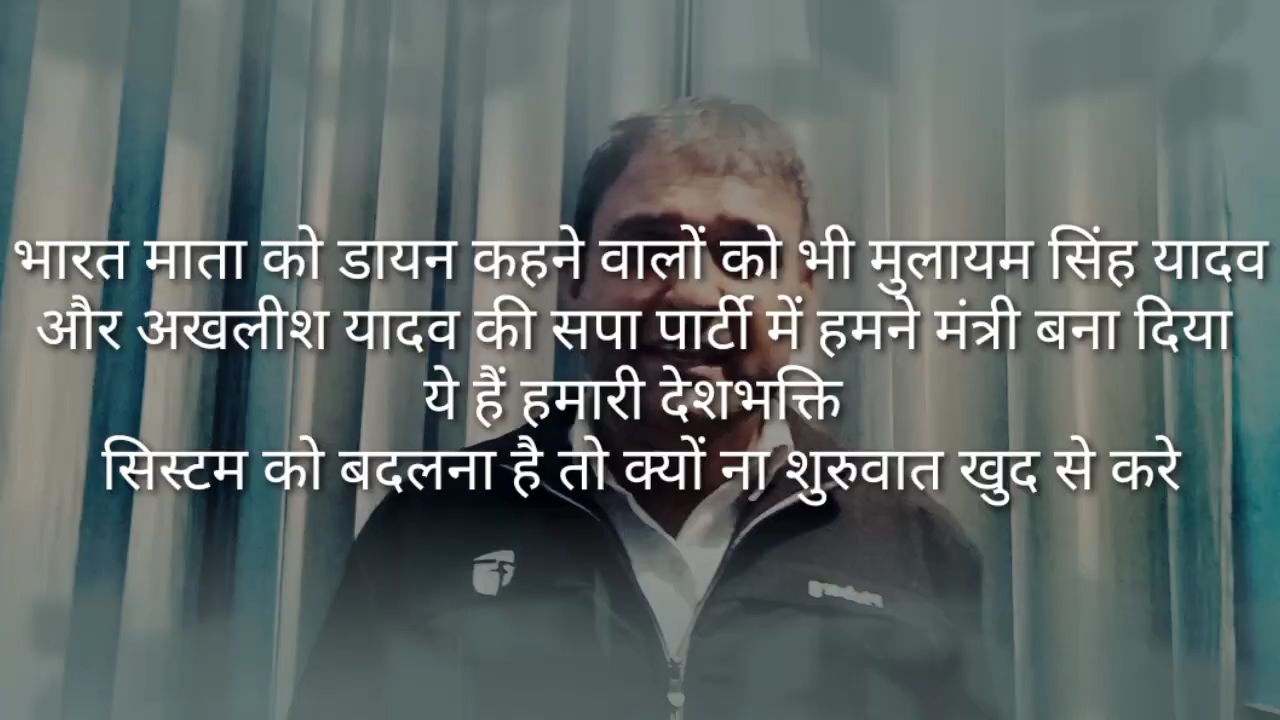 भारत माता को डायन कहने वालों को भी मुलायम सिंह यादव
और अखलीश यादव की सपा पार्टी में हमने मंत्री बना दिया
ये हैं हमारी देशभक्ति
सिस्टम को बदलना है तो क्यों ना शुरुवात खुद से करे